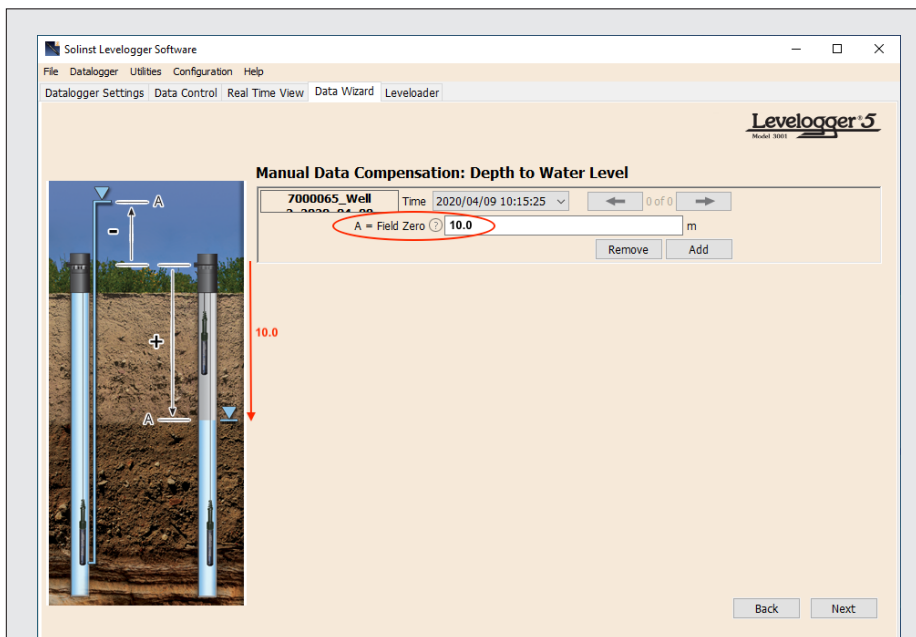 Solinst Levelogger Software
File Datalogger Utilities Configuration Help
Datalogger Settings Data Control Real Time View Data Wizard Leveloader
Levelogger® 5
Model 3001
Manual Data Compensation: Depth to Water Level
7000065_Well Time 2020/04/09 10:15:25 0 of 0
A = Field Zero ? 10.0 m
Remove Add
A
-
10.0
+
A
Back Next